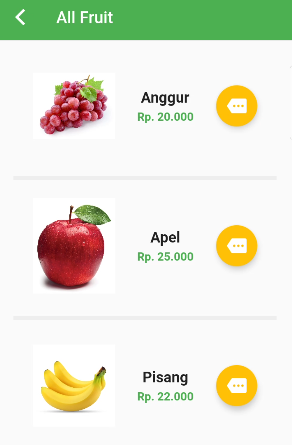 All Fruit
Anggur
Rp. 20.000
Apel
Rp. 25.000
Pisang
Rp. 22.000